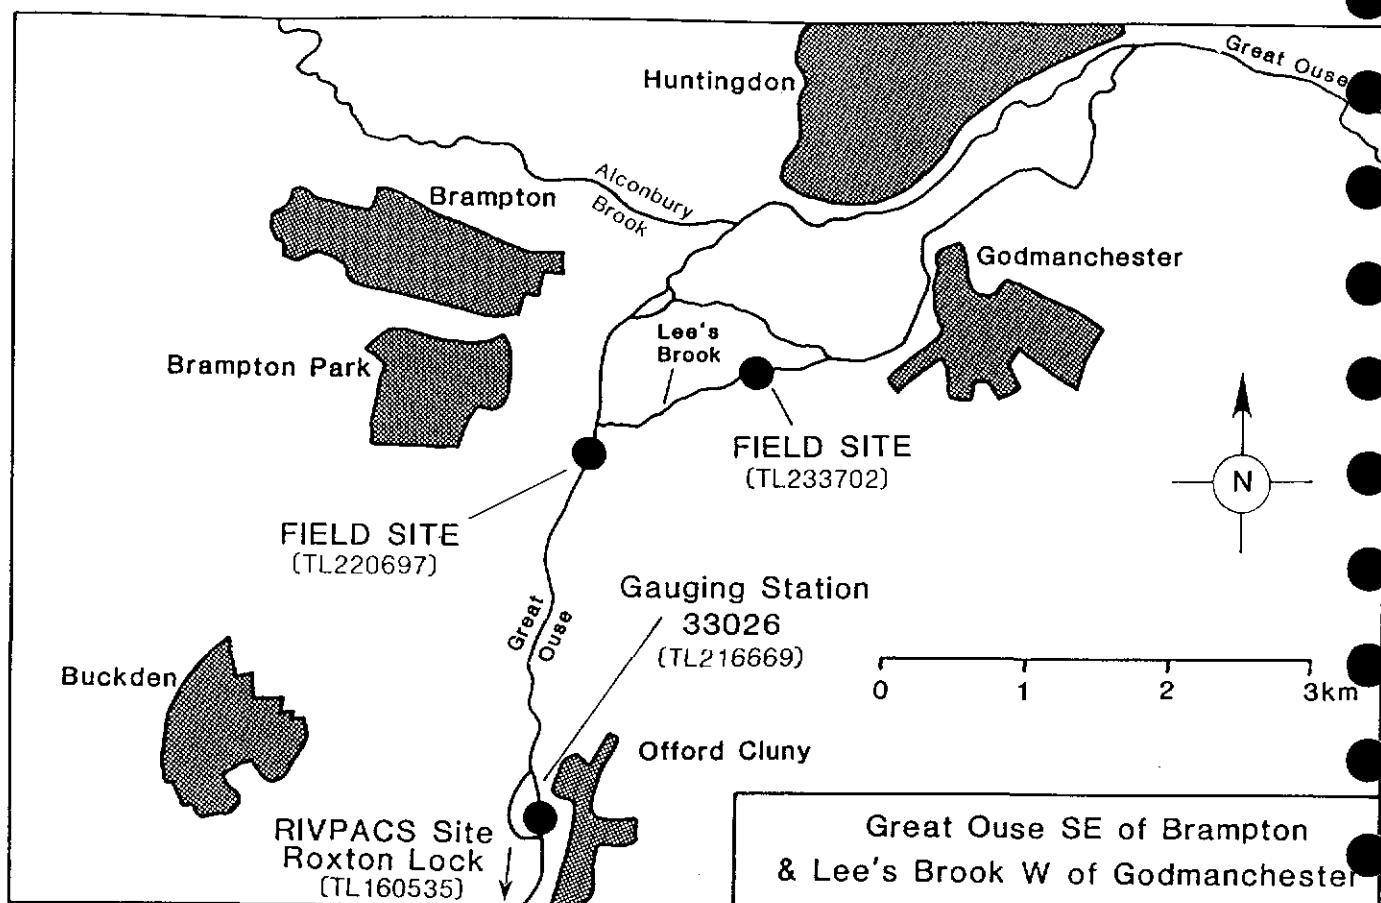 Great Ouse
Huntingdon
Alconbury
Brook
Brampton
Godmanchester
Lee's
Brook
Brampton Park
FIELD SITE
(TL233702)
N
FIELD SITE
(TL220697)
Gauging Station
33026
(TL216669)
Great
Ouse
Buckden
0 1 2 3km
Offord Cluny
RIVPACS Site
Roxton Lock
(TL160535)
Great Ouse SE of Brampton
& Lee's Brook W of Godmanchester